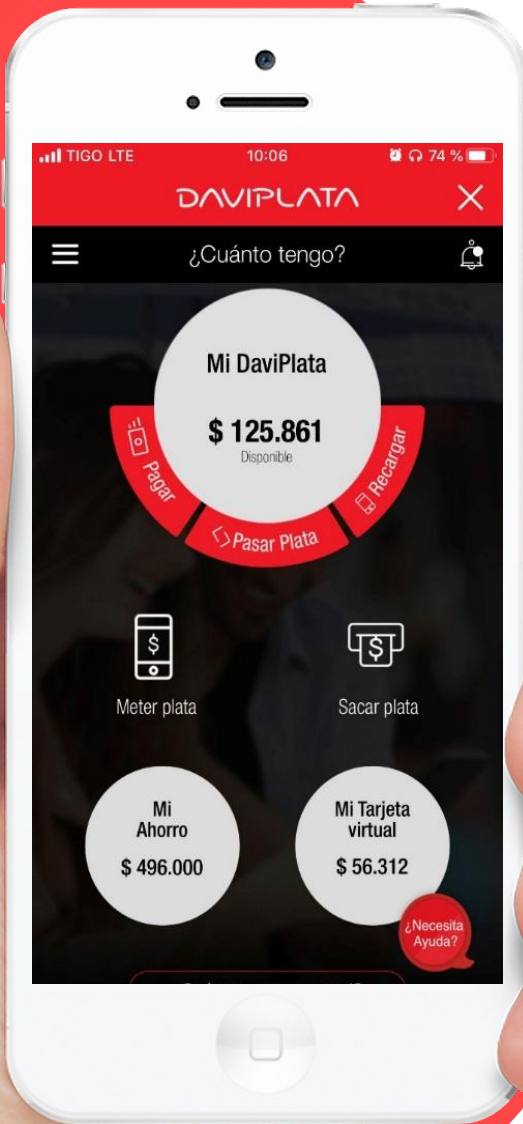 TIGO LTE 10:06 74 %
DAVIPLATA
¿Cuánto tengo?
Mi DaviPlata
$ 125.861
Disponible
Pagar
Pasar Plata
Recargar
$
Meter plata
$
Sacar plata
Mi
Ahorro
$ 496.000
Mi Tarjeta
virtual
$ 56.312
¿Necesita
Ayuda?